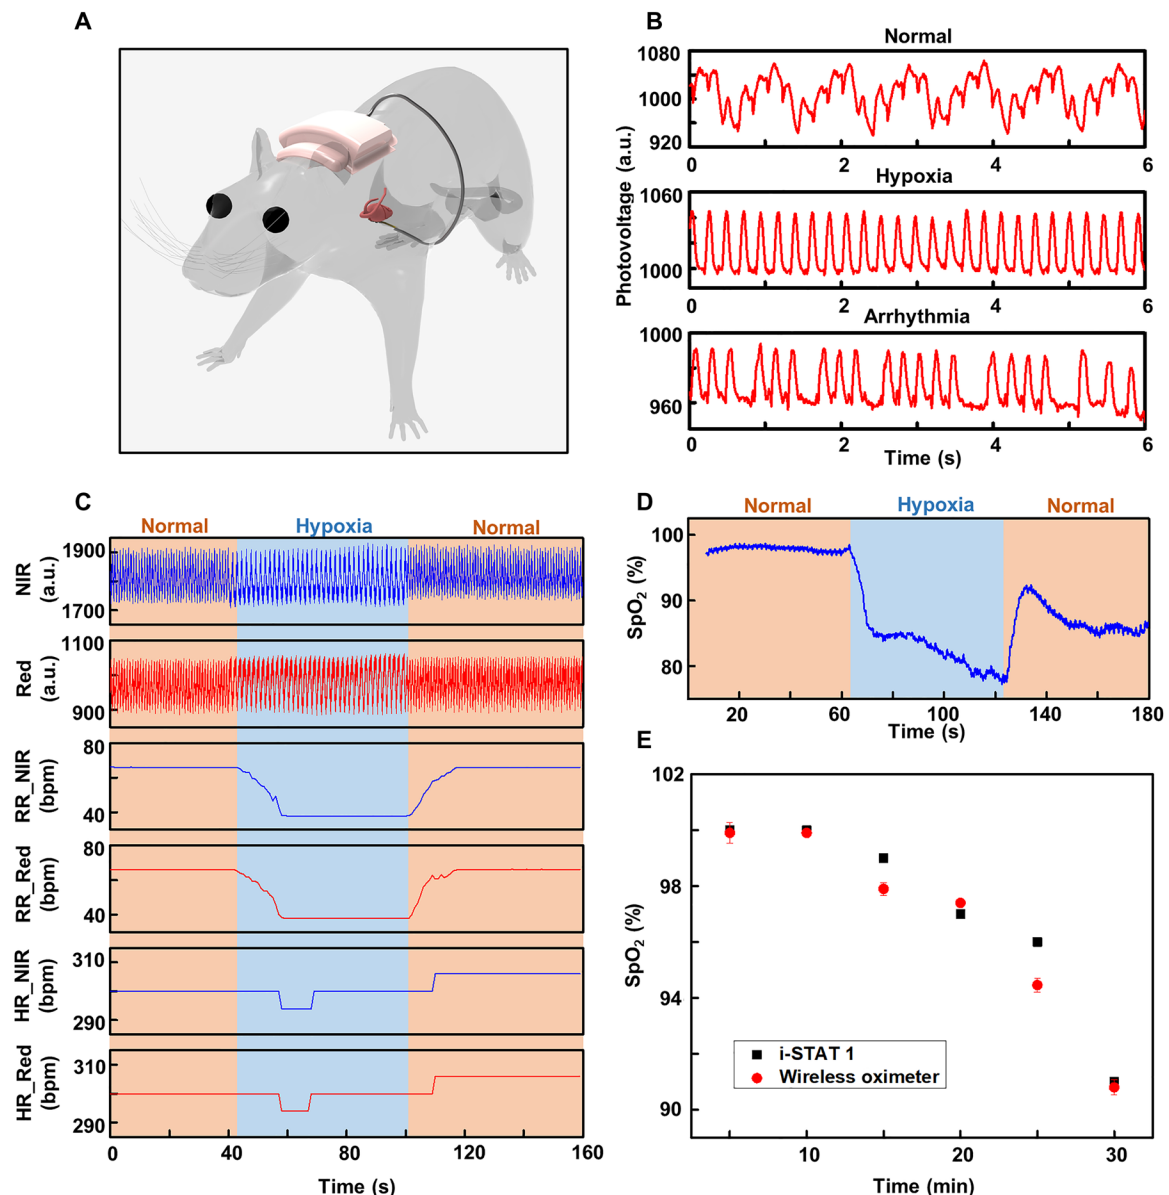 A
B
Normal
1080
1000
920
0 2 4 6
Hypoxia
1060
1000
0 2 4 6
Arrhythmia
1000
960
0 2 4 6
Photovoltage (a.u.)
Time (s)
C
Normal Hypoxia Normal
NIR
(a.u.)
1900
1700
Red
(a.u.)
1100
900
RR_NIR
(bpm)
80
40
RR_Red
(bpm)
80
40
HR_NIR
(bpm)
310
290
HR_Red
(bpm)
310
290
0 40 80 120 160
Time (s)
D
Normal Hypoxia Normal
SpO₂ (%)
100
90
80
20 60 100 140 180
Time (s)
E
SpO₂ (%)
102
98
94
90
i-STAT 1
Wireless oximeter
10 20 30
Time (min)